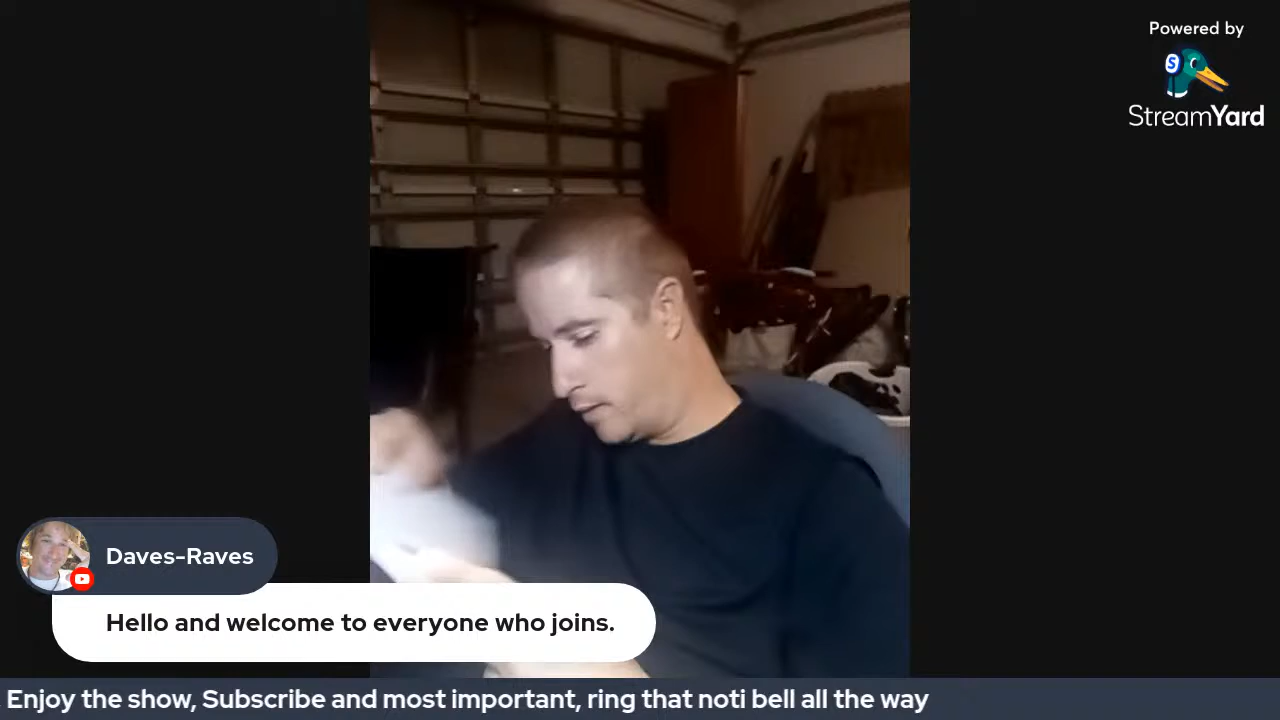 Powered by
StreamYard
Daves-Raves
Hello and welcome to everyone who joins.
Enjoy the show, Subscribe and most important, ring that noti bell all the way